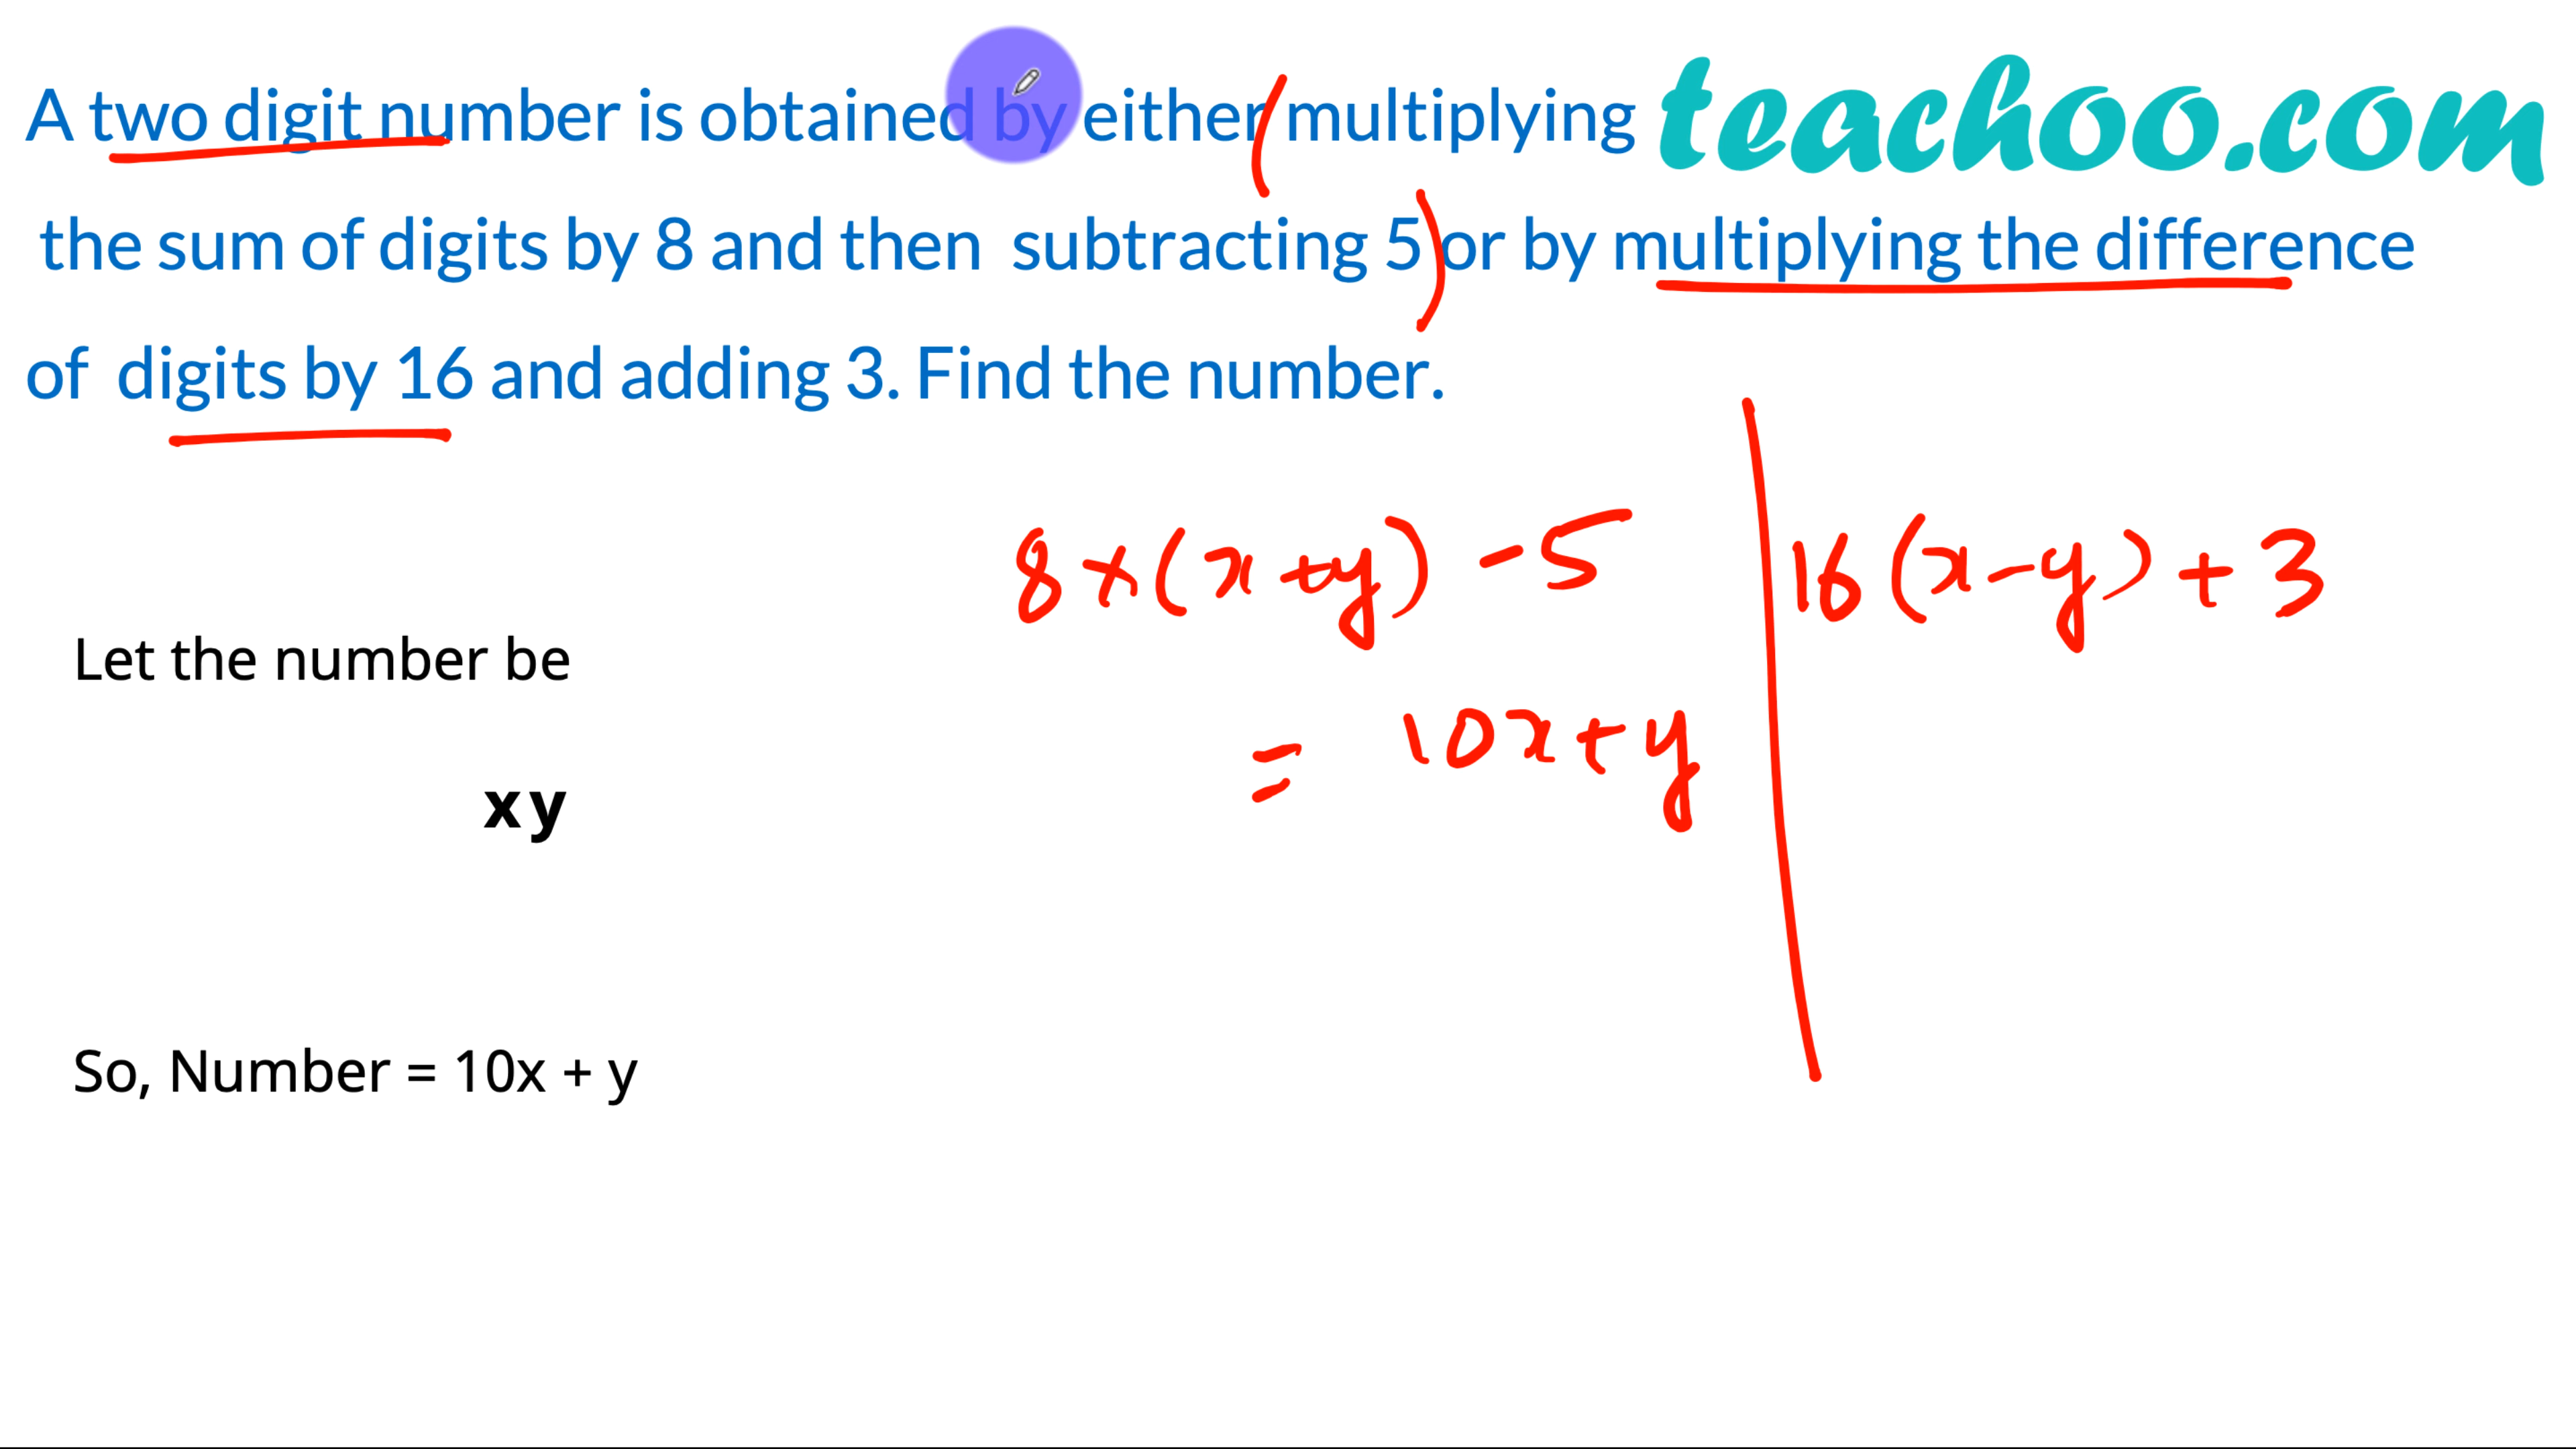 A two digit number is obtained by either multiplying
teachoo.com
the sum of digits by 8 and then subtracting 5 or by multiplying the difference
of digits by 16 and adding 3. Find the number.
8 × (x + y) - 5
16 (x - y) + 3
Let the number be
= 10x + y
x y
So, Number = 10x + y